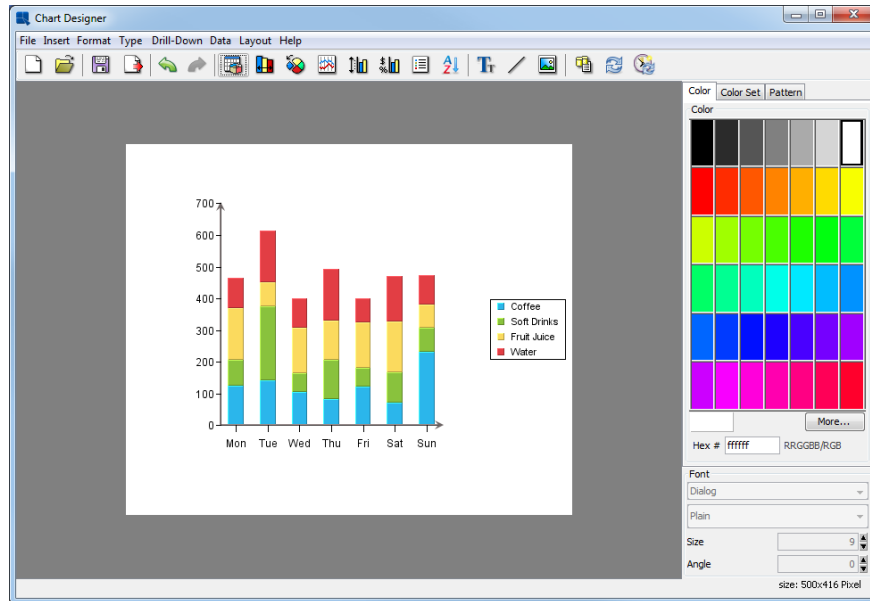 Chart Designer
File Insert Format Type Drill-Down Data Layout Help
Color Color Set Pattern
Color
700
600
500
400
300
200
100
0
Mon Tue Wed Thu Fri Sat Sun
Coffee
Soft Drinks
Fruit Juice
Water
More...
Hex # ffffff RRGGBB/RGB
Font
Dialog
Plain
Size 9
Angle 0
size: 500x416 Pixel